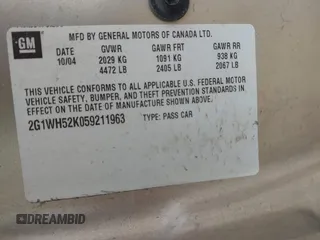 GM
MFD BY GENERAL MOTORS OF CANADA LTD.
10/04 GVWR GAWR FRT GAWR RR
2029 KG 1091 KG 938 KG
4472 LB 2405 LB 2067 LB
THIS VEHICLE CONFORMS TO ALL APPLICABLE U.S. FEDERAL MOTOR
VEHICLE SAFETY, BUMPER, AND THEFT PREVENTION STANDARDS
IN EFFECT ON THE DATE OF MANUFACTURE SHOWN ABOVE.
2G1WH52K059211963 TYPE: PASS CAR
DREAMBID